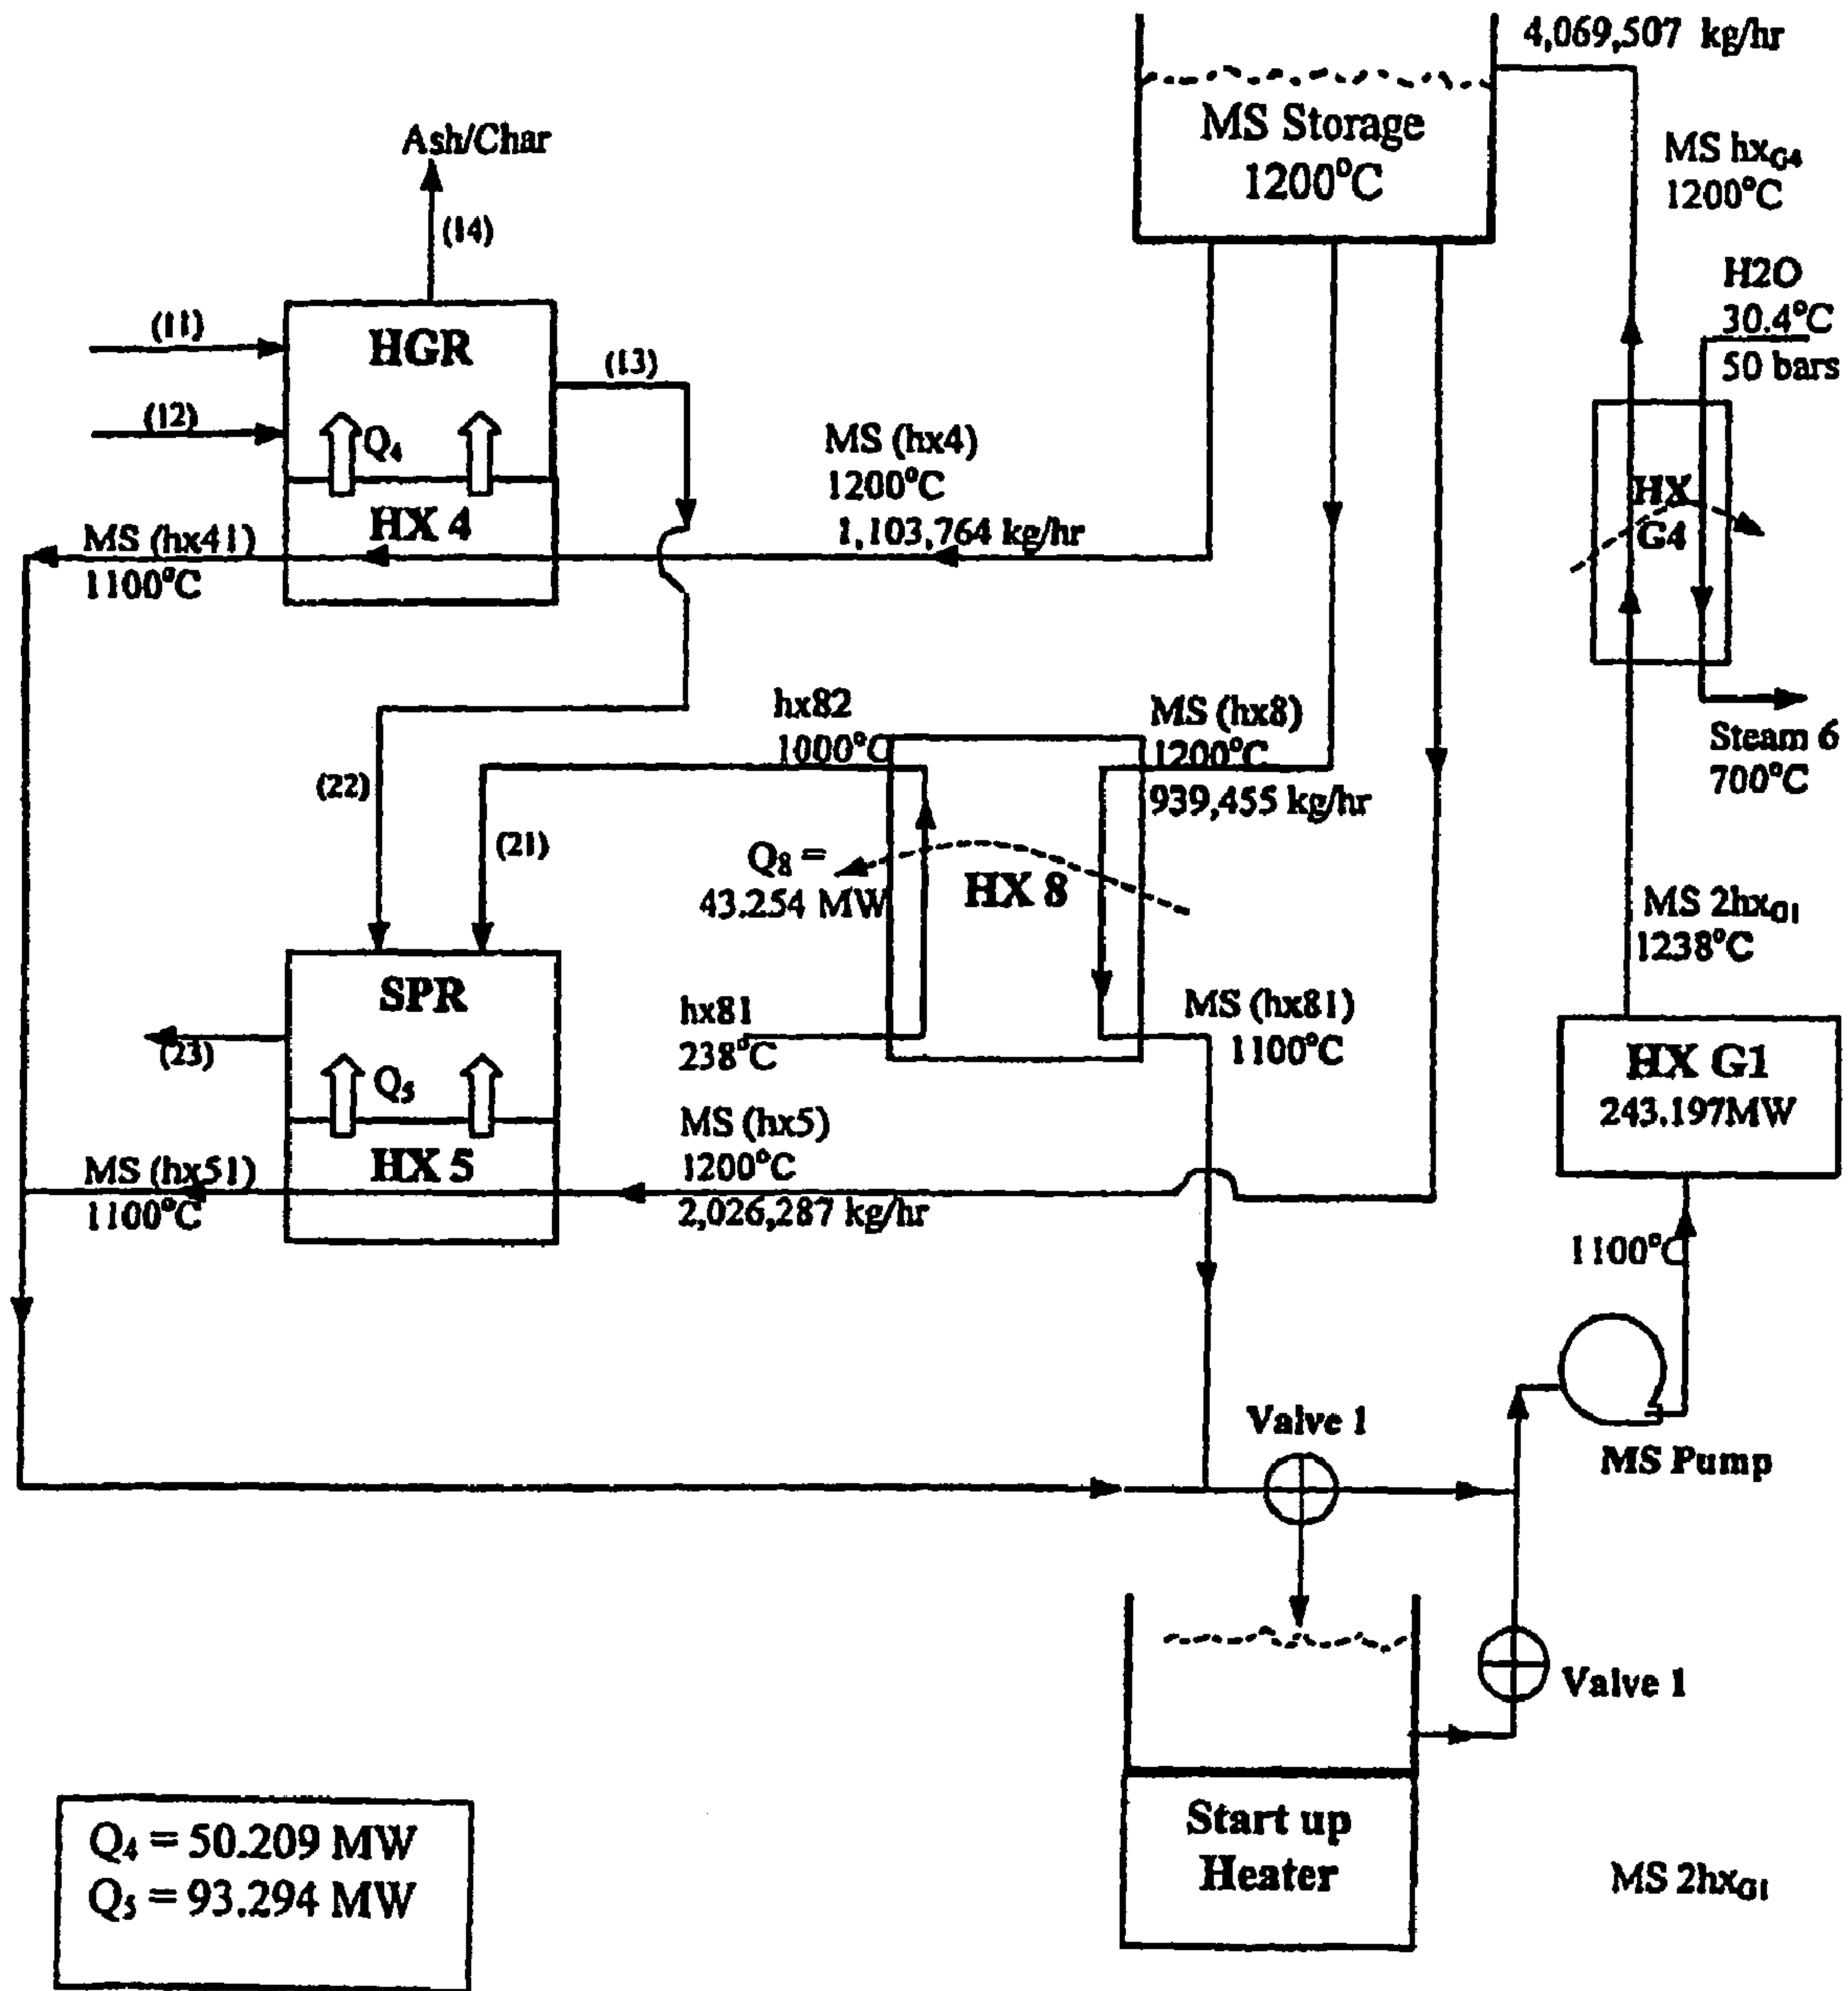 4,069,507 kg/hr
MS Storage
1200°C
MS hx_G4
1200°C
Ash/Char
(14)
H2O
30.4°C
50 bars
(11)
HGR
(13)
(12)
Q4
MS (hx4)
1200°C
1,103,764 kg/hr
HX
G4
HX 4
MS (hx41)
1100°C
hx82
1000°C
MS (hx8)
1200°C
939,455 kg/hr
Steam 6
700°C
(22)
(21)
Q8 =
43.254 MW
HX 8
MS 2hx_G1
1238°C
SPR
hx81
238°C
MS (hx81)
1100°C
(23)
Q5
HX G1
243.197MW
MS (hx5)
1200°C
2,026,287 kg/hr
HX 5
MS (hx51)
1100°C
1100°C
Valve 1
MS Pump
Valve 1
Start up
Heater
MS 2hx_G1
Q4 = 50.209 MW
Q5 = 93.294 MW